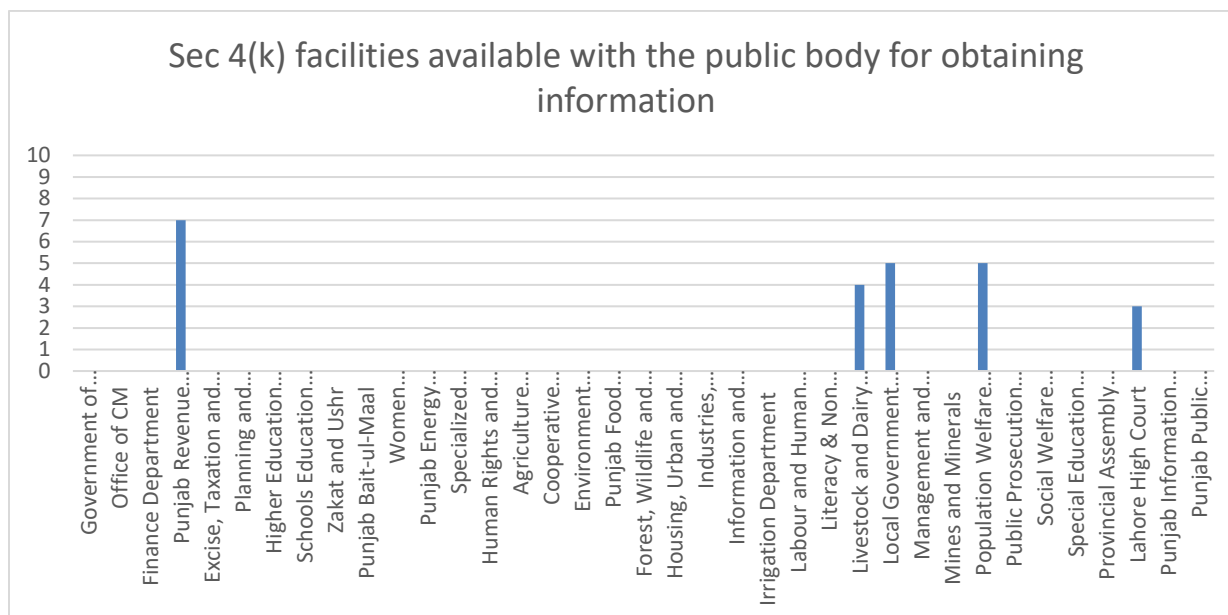 Sec 4(k) facilities available with the public body for obtaining
information
10
9
8
7
6
5
4
3
2
1
0
Government of…
Office of CM
Finance Department
Punjab Revenue…
Excise, Taxation and…
Planning and…
Higher Education…
Schools Education…
Zakat and Ushr
Punjab Bait-ul-Maal
Women…
Punjab Energy…
Specialized…
Human Rights and…
Agriculture…
Cooperative…
Environment…
Punjab Food…
Forest, Wildlife and…
Housing, Urban and…
Industries,…
Information and…
Irrigation Department
Labour and Human…
Literacy & Non…
Livestock and Dairy…
Local Government…
Management and…
Mines and Minerals
Population Welfare…
Public Prosecution…
Social Welfare…
Special Education…
Provincial Assembly…
Lahore High Court
Punjab Information…
Punjab Public…